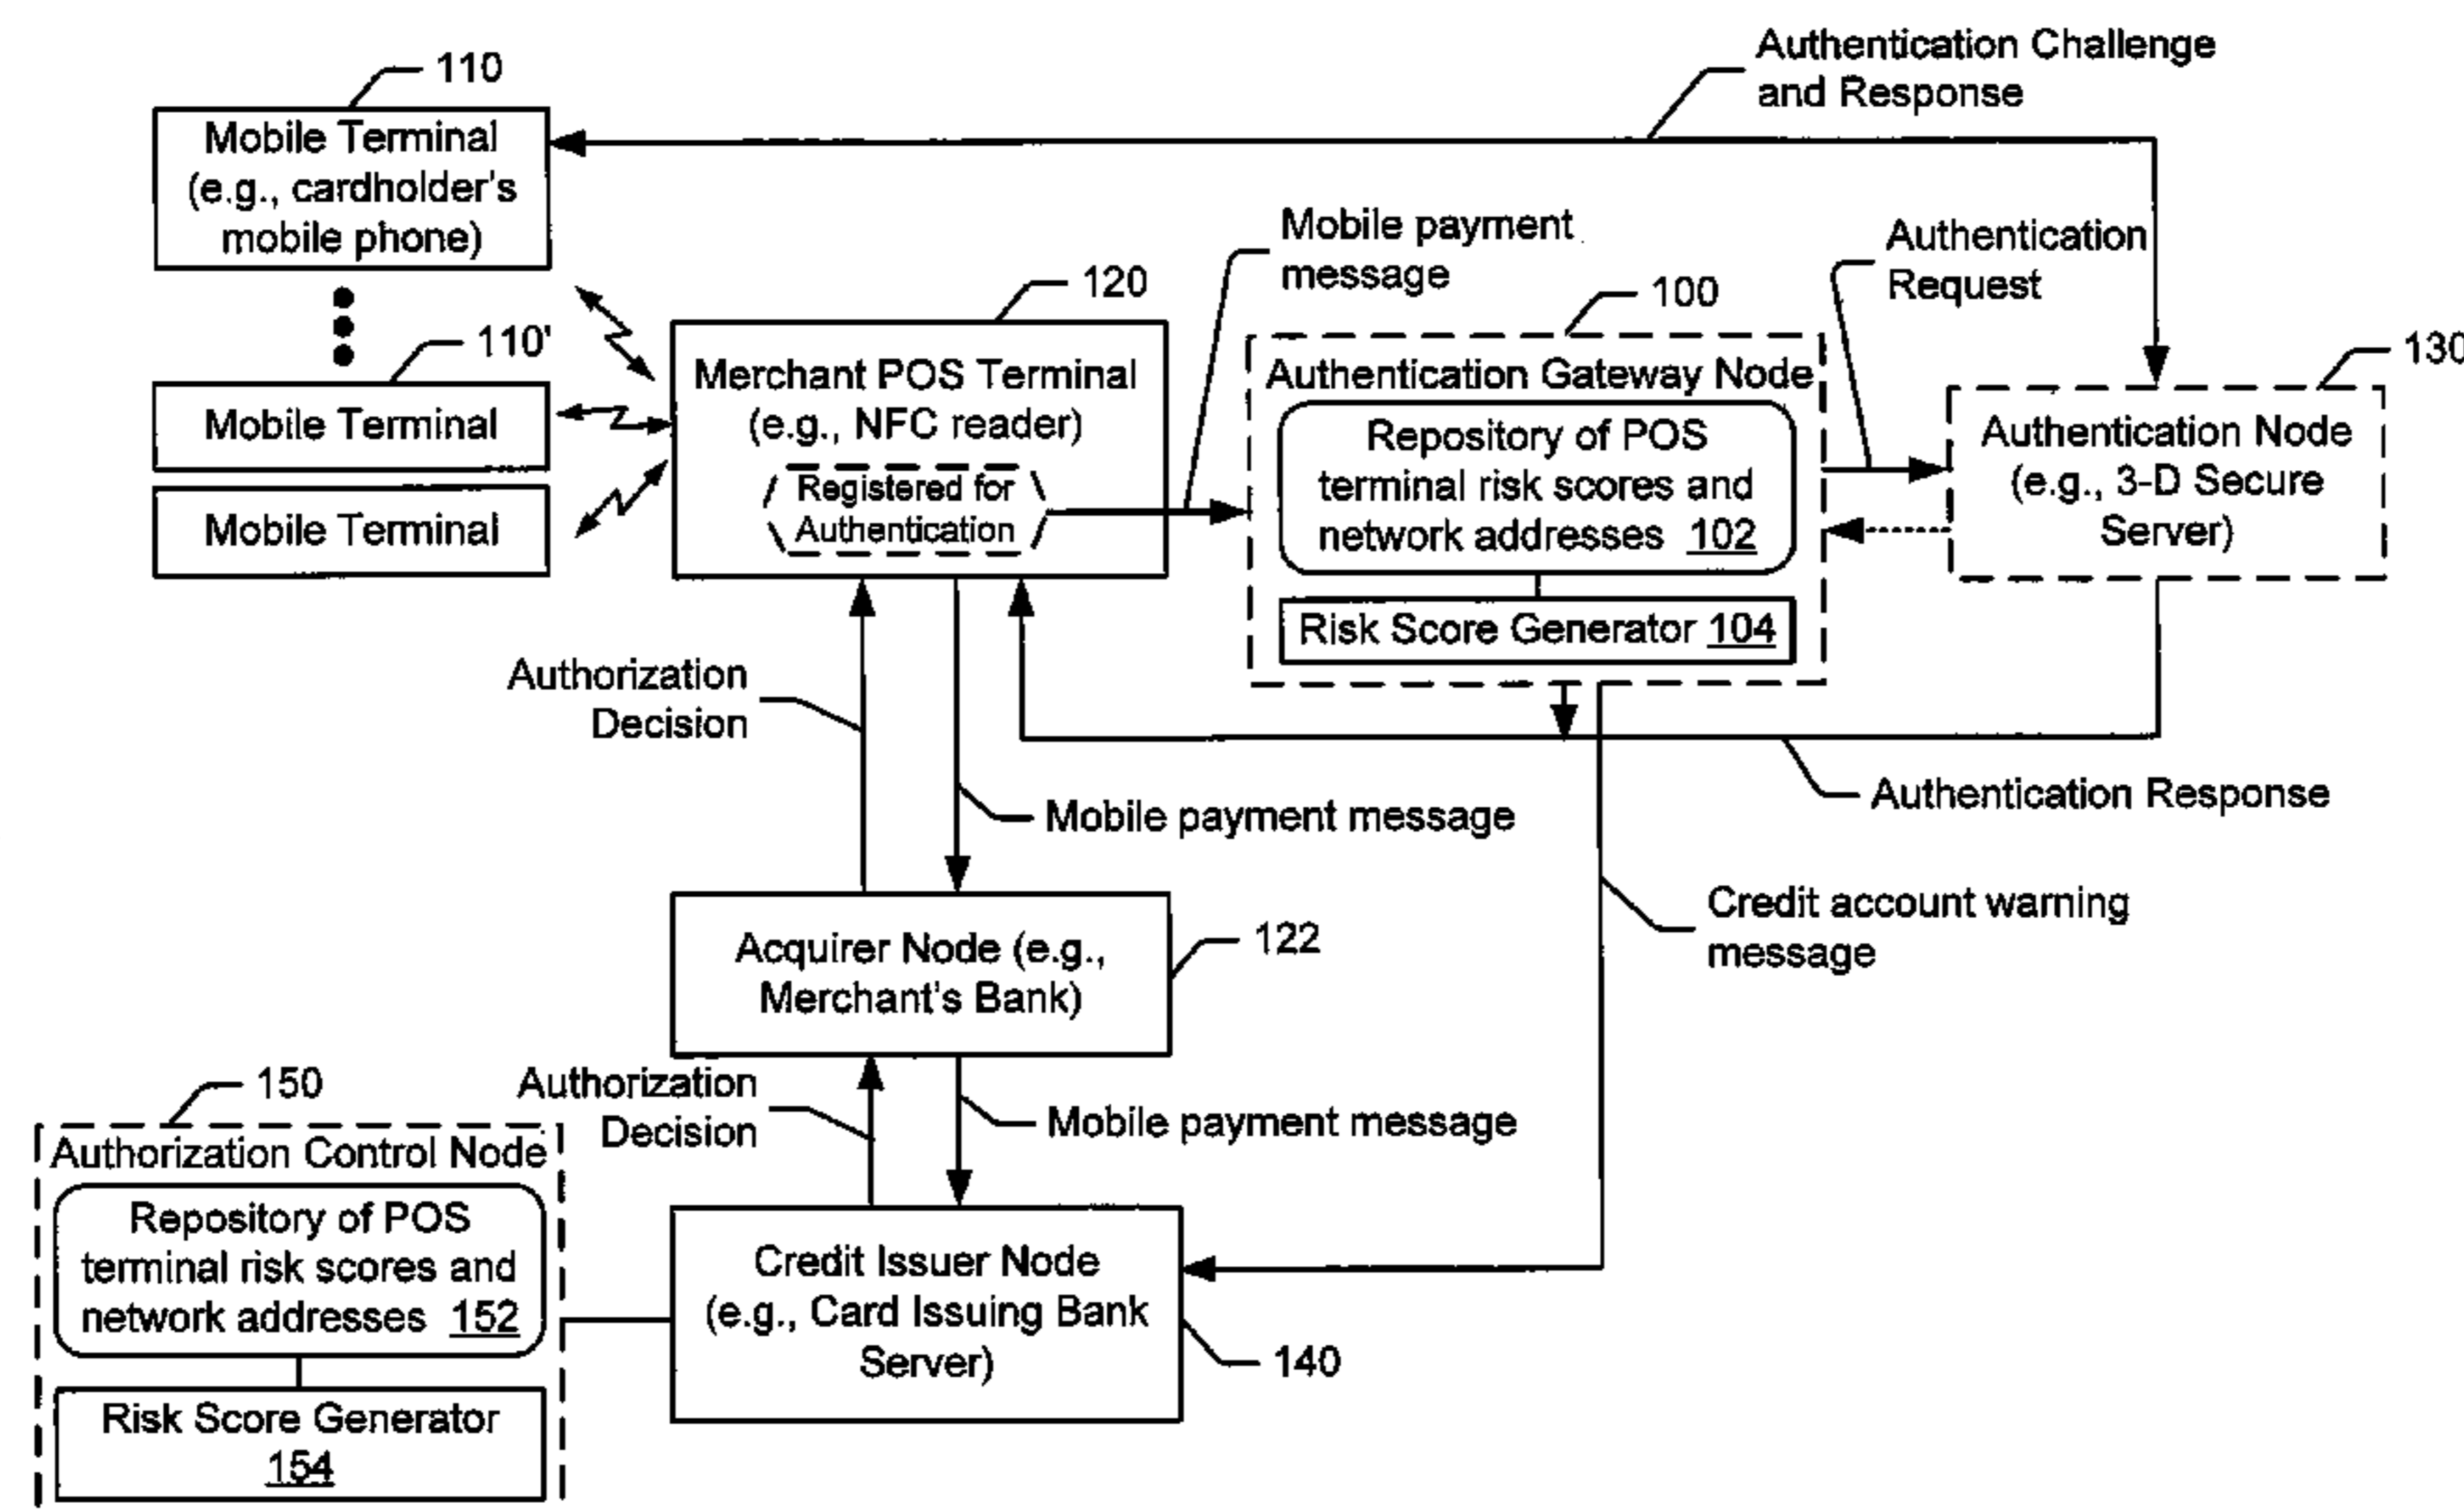 Authentication Challenge
and Response
110
Mobile Terminal
(e.g., cardholder's
mobile phone)
Mobile payment
message
Authentication
Request
120
100
130
110'
Mobile Terminal
Mobile Terminal
Merchant POS Terminal
(e.g., NFC reader)
Registered for
Authentication
Authentication Gateway Node
Repository of POS
terminal risk scores and
network addresses 102
Risk Score Generator 104
Authentication Node
(e.g., 3-D Secure
Server)
Authorization
Decision
Mobile payment message
Authentication Response
Credit account warning
message
Acquirer Node (e.g.,
Merchant's Bank)
122
Authorization
Decision
Mobile payment message
150
Authorization Control Node
Repository of POS
terminal risk scores and
network addresses 152
Risk Score Generator
154
Credit Issuer Node
(e.g., Card Issuing Bank
Server)
140